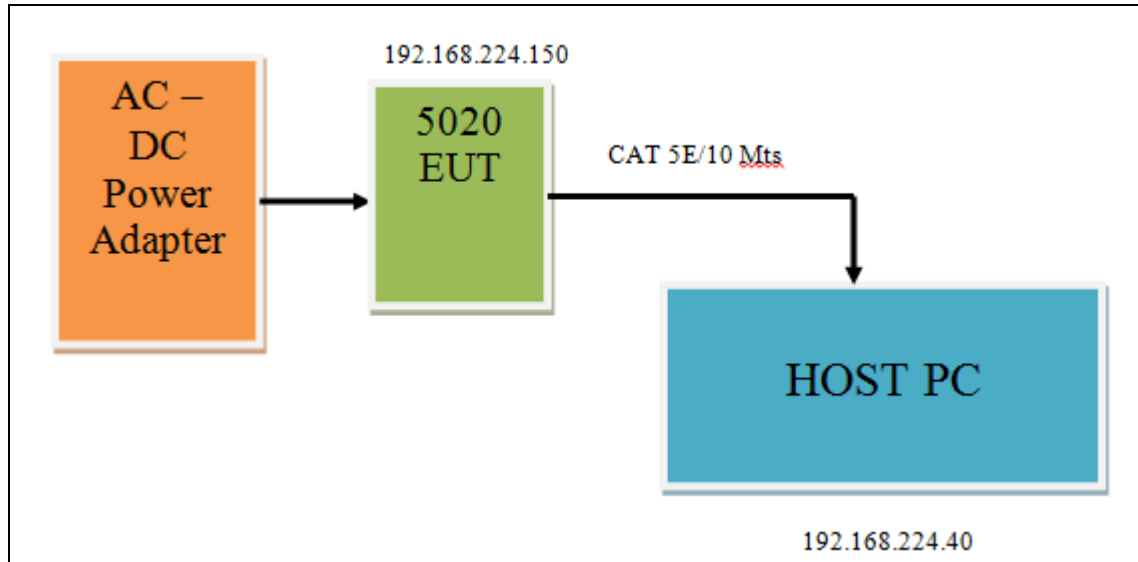 192.168.224.150
AC –
DC
Power
Adapter
5020
EUT
CAT 5E/10 Mts
HOST PC
192.168.224.40